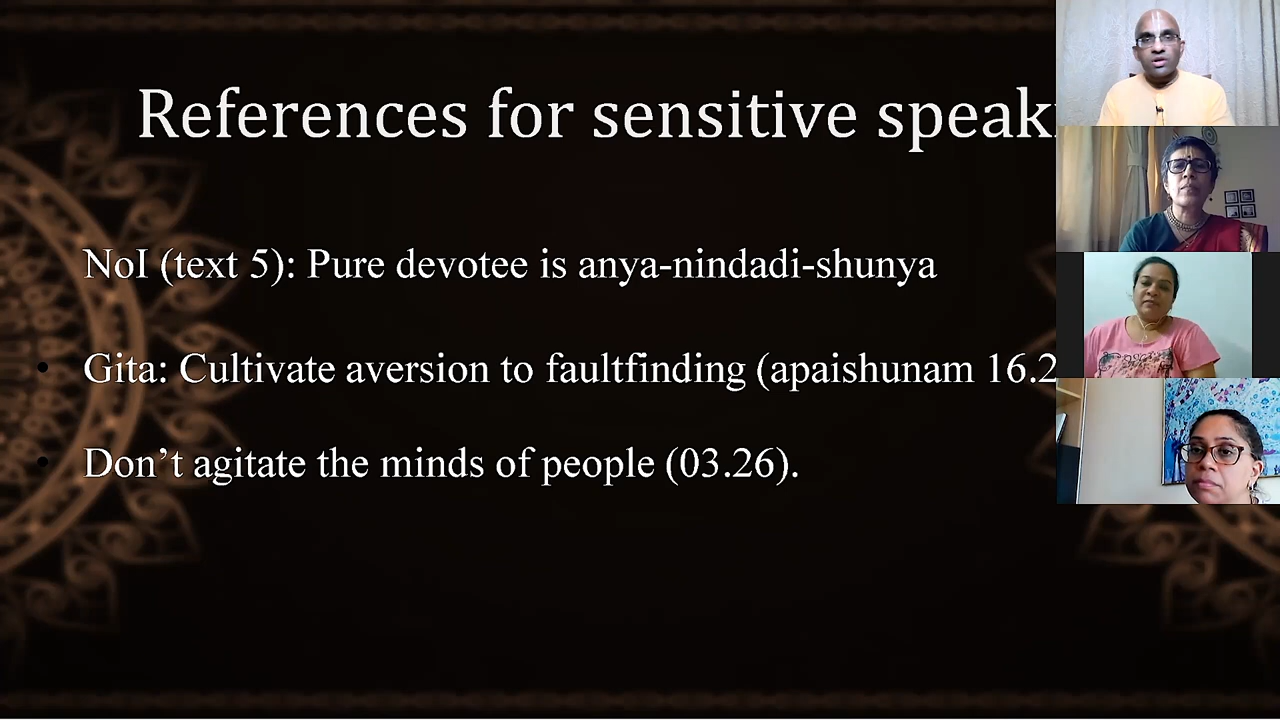 References for sensitive
NoI (text 5): Pure devotee is anya-nindadi-shunya
• Gita: Cultivate aversion to faultfinding (apaishunam 16.2
• Don’t agitate the minds of people (03.26).